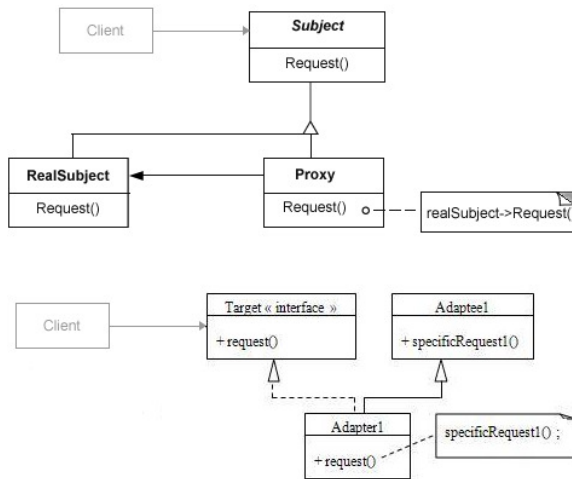 Client
Subject
Request()
RealSubject
Request()
Proxy
Request()
realSubject->Request(
Client
Target « interface »
+ request()
Adaptee1
+ specificRequest1()
Adapter1
+ request()
specificRequest1() ;